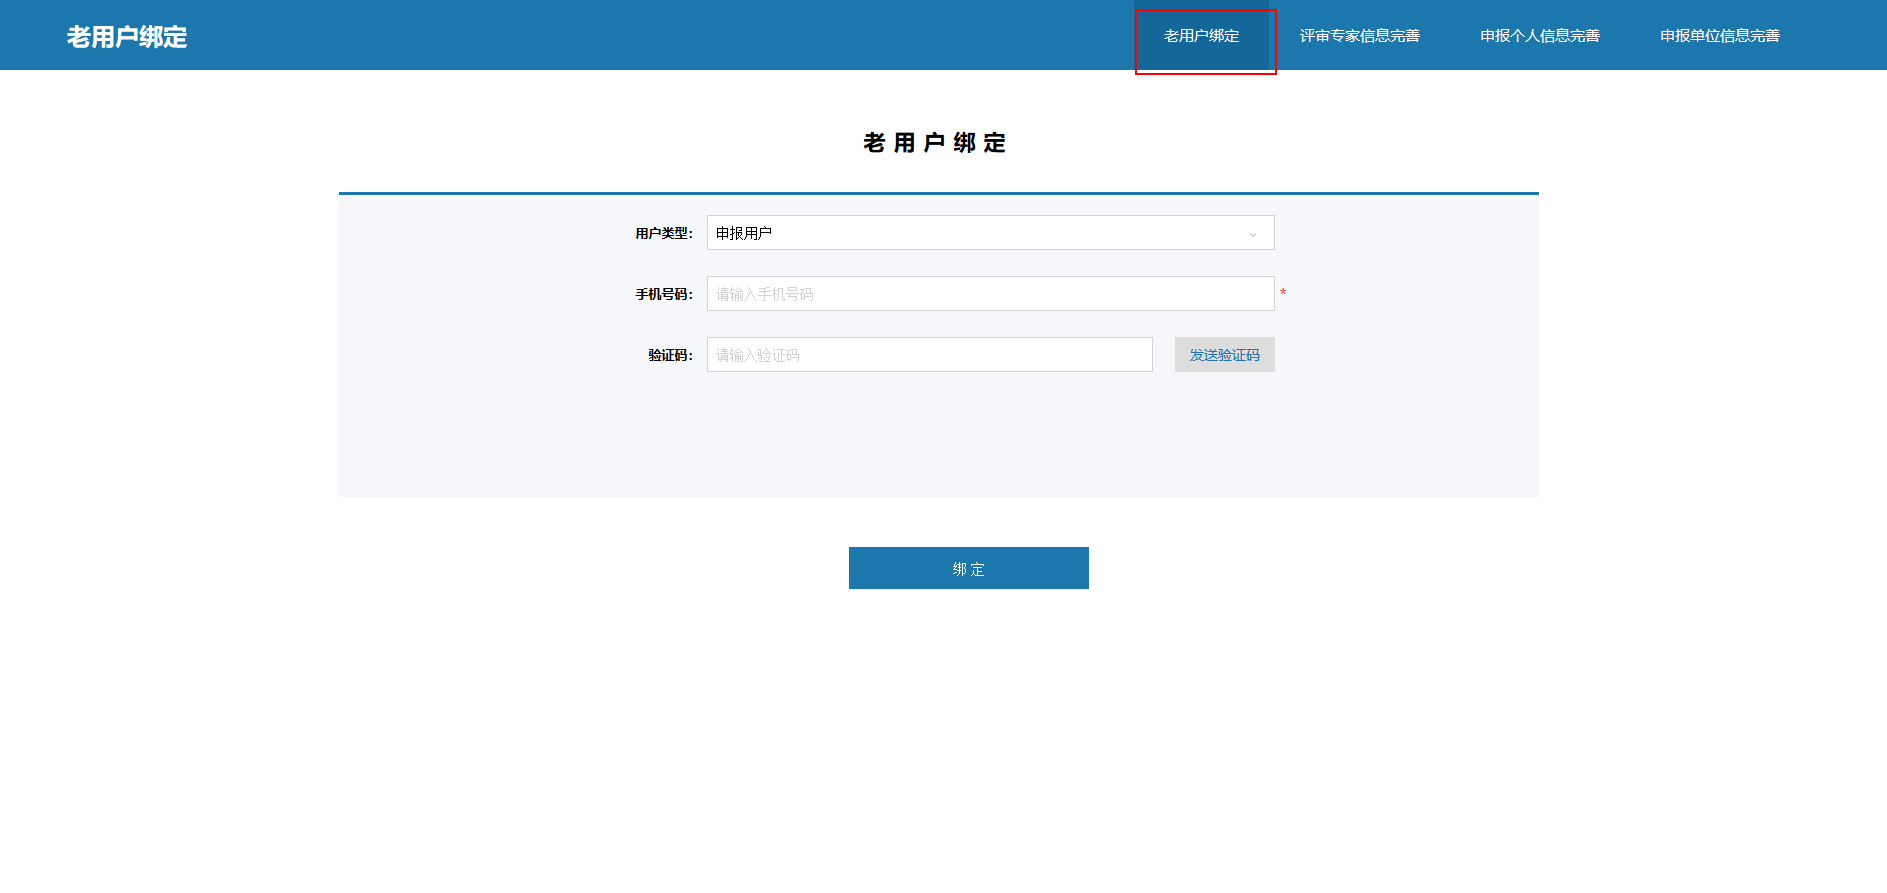 老用户绑定
老用户绑定 评审专家信息完善 申报个人信息完善 申报单位信息完善
老用户绑定
用户类型： 申报用户
手机号码： 请输入手机号码 *
验证码： 请输入验证码 发送验证码
绑 定